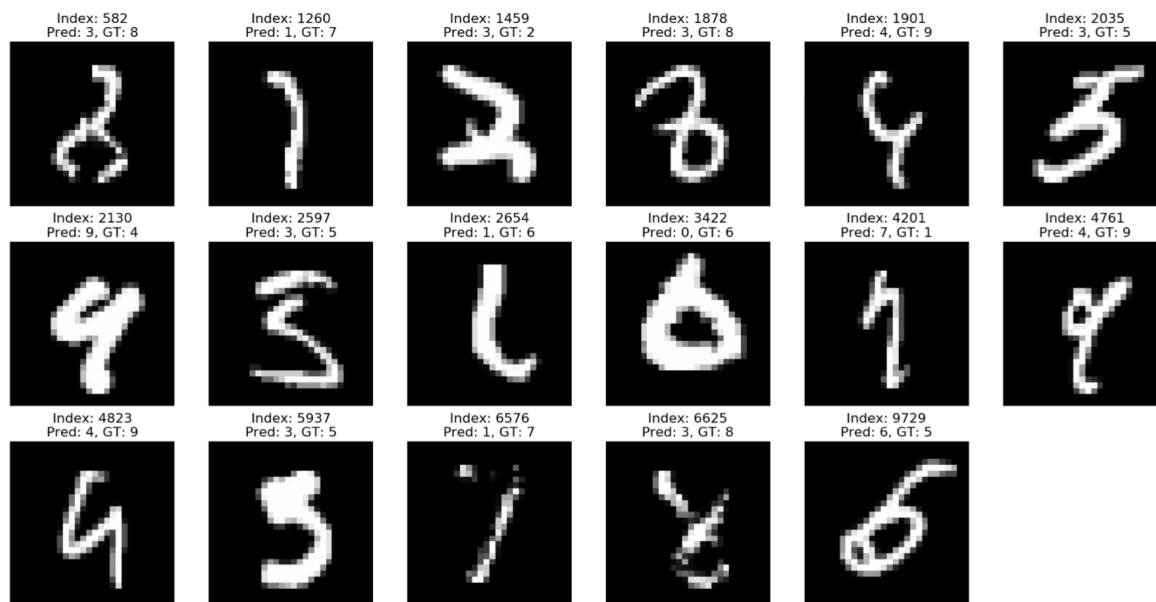 Index: 582
Pred: 3, GT: 8
Index: 1260
Pred: 1, GT: 7
Index: 1459
Pred: 3, GT: 2
Index: 1878
Pred: 3, GT: 8
Index: 1901
Pred: 4, GT: 9
Index: 2035
Pred: 3, GT: 5
Index: 2130
Pred: 9, GT: 4
Index: 2597
Pred: 3, GT: 5
Index: 2654
Pred: 1, GT: 6
Index: 3422
Pred: 0, GT: 6
Index: 4201
Pred: 7, GT: 1
Index: 4761
Pred: 4, GT: 9
Index: 4823
Pred: 4, GT: 9
Index: 5937
Pred: 3, GT: 5
Index: 6576
Pred: 1, GT: 7
Index: 6625
Pred: 3, GT: 8
Index: 9729
Pred: 6, GT: 5